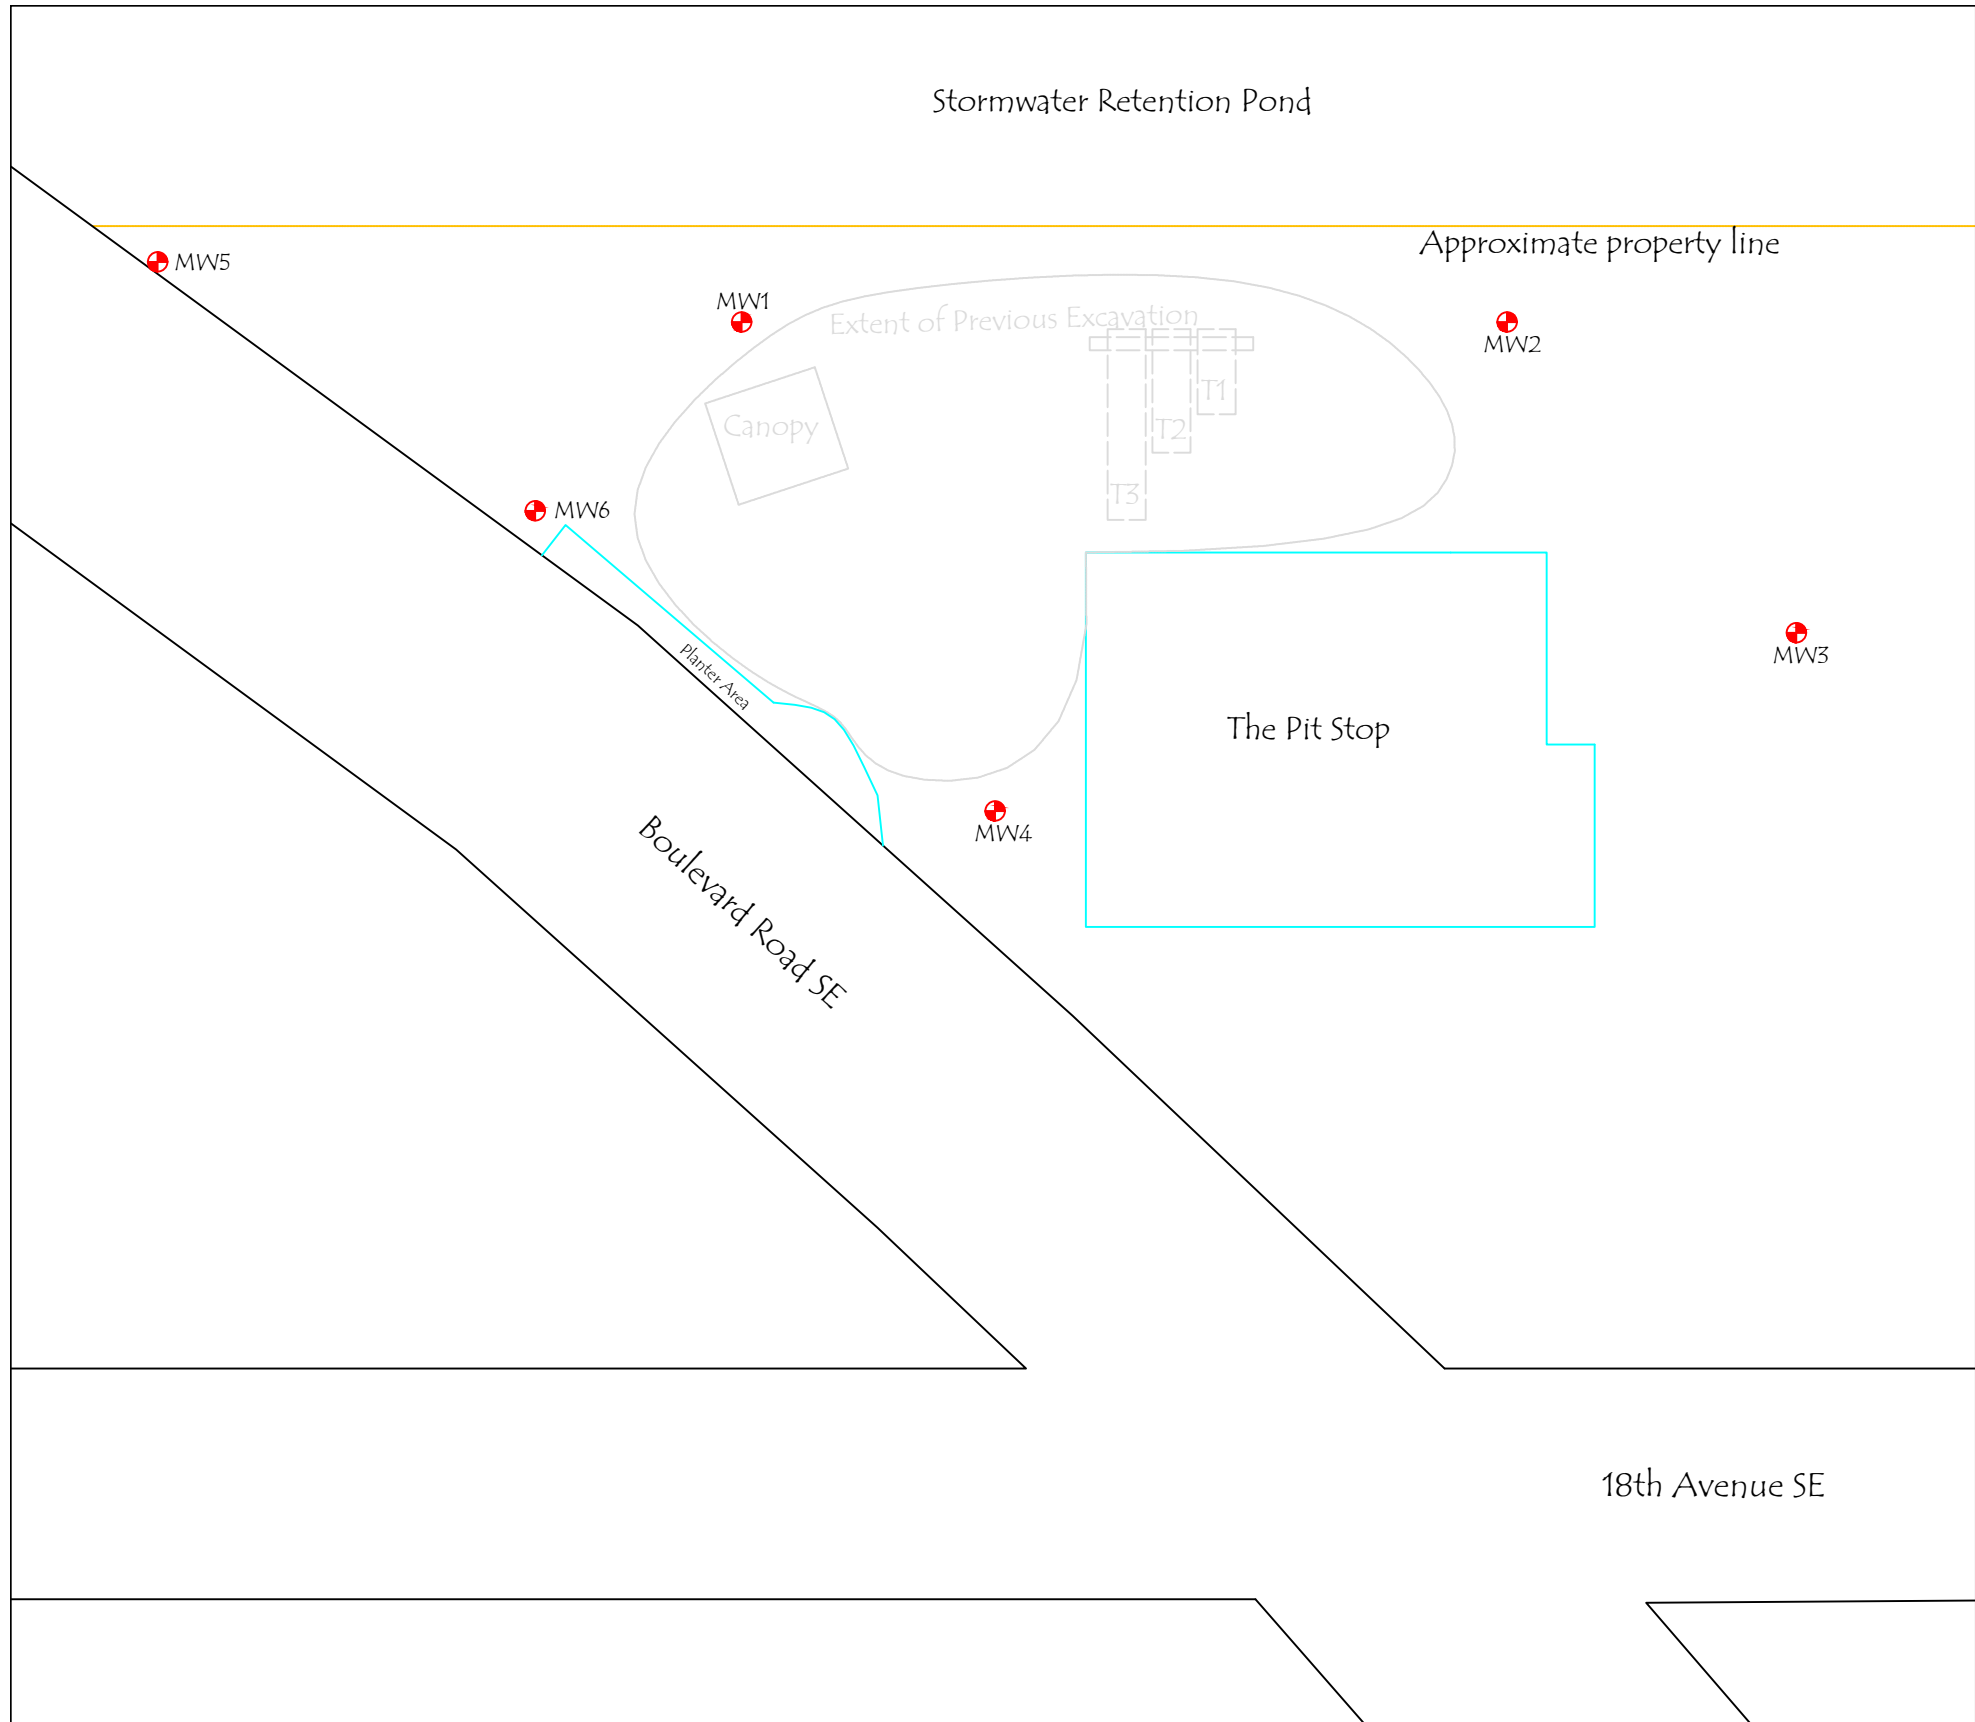 Stormwater Retention Pond
Approximate property line
MW5
MW1
Extent of Previous Excavation
MW2
T1
Canopy
T2
T3
MW6
MW3
Planter Area
The Pit Stop
MW4
Boulevard Road SE
18th Avenue SE